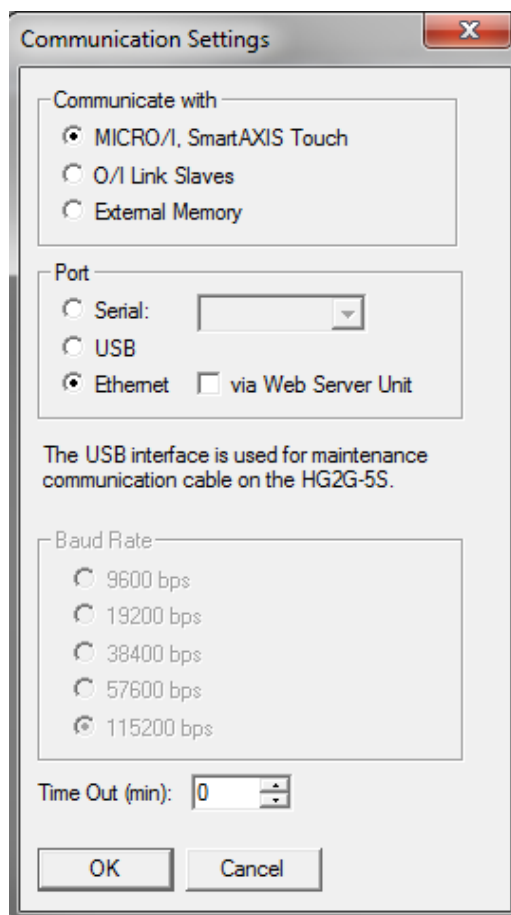 Communication Settings
Communicate with
MICRO/I, SmartAXIS Touch
O/I Link Slaves
External Memory
Port
Serial:
USB
Ethernet via Web Server Unit
The USB interface is used for maintenance
communication cable on the HG2G-5S.
Baud Rate
9600 bps
19200 bps
38400 bps
57600 bps
115200 bps
Time Out (min): 0
OK Cancel